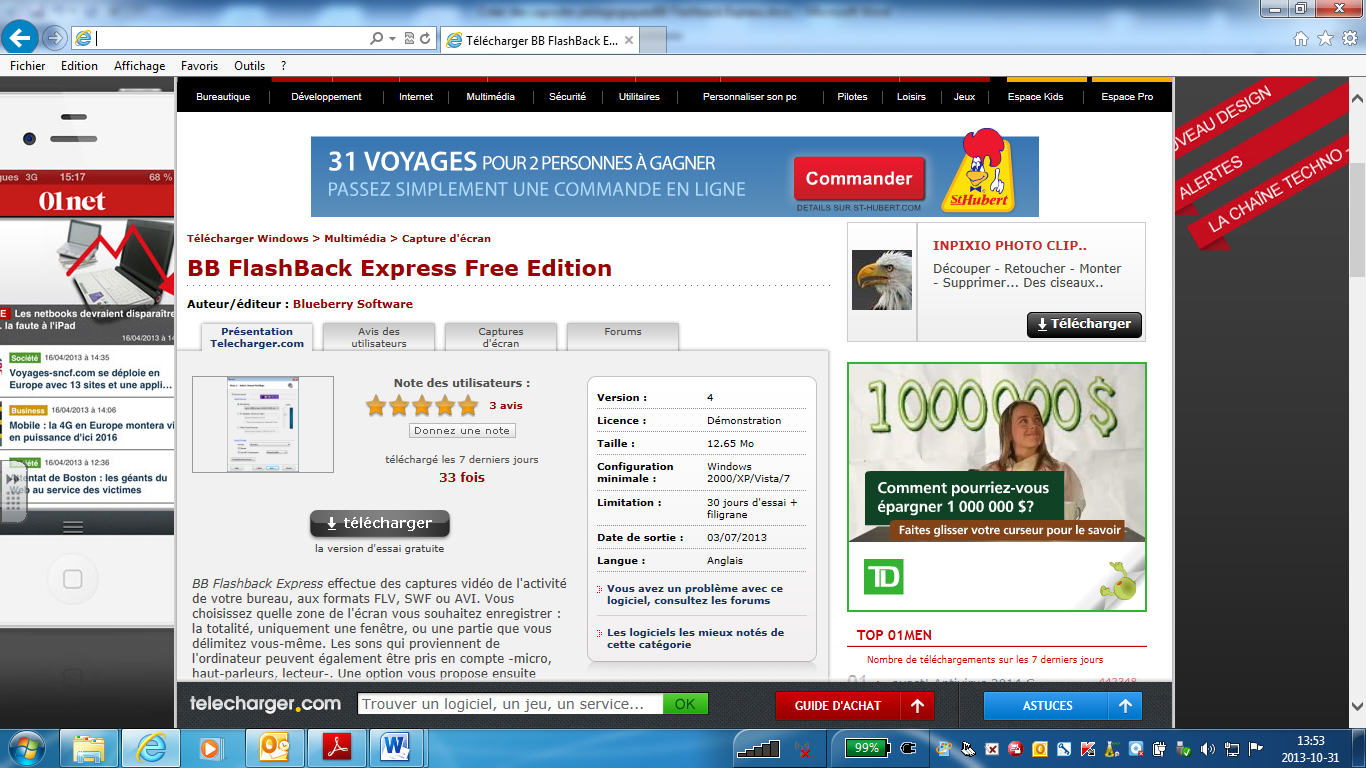 Télécharger BB FlashBack E...
Fichier Edition Affichage Favoris Outils ?
Bureautique Développement Internet Multimédia Sécurité Utilitaires Personnaliser son pc Pilotes Loisirs Jeux Espace Kids Espace Pro
gues 3G 15:17 68 %
01net
Les netbooks devraient disparaître
la faute à l'iPad
16/04/2013 à
Société 16/04/2013 à 14:35
Voyages-sncf.com se déploie en
Europe avec 13 sites et une appli...
Business 16/04/2013 à 14:06
Mobile : la 4G en Europe montera vi
en puissance d'ici 2016
Société 16/04/2013 à 12:36
ntat de Boston : les géants du
Web au service des victimes
31 VOYAGES POUR 2 PERSONNES À GAGNER
PASSEZ SIMPLEMENT UNE COMMANDE EN LIGNE
Commander
DETAILS SUR ST-HUBERT.COM
StHubert
VEAU DESIGN
ALERTES
LA CHAÎNE TECHNO -
Télécharger Windows > Multimédia > Capture d'écran
BB FlashBack Express Free Edition
Auteur/éditeur : Blueberry Software
Présentation
Telecharger.com
Avis des
utilisateurs
Captures
d'écran
Forums
Note des utilisateurs :
3 avis
Donnez une note
téléchargé les 7 derniers jours
33 fois
télécharger
la version d'essai gratuite
Version : 4
Licence : Démonstration
Taille : 12.65 Mo
Configuration minimale : Windows 2000/XP/Vista/7
Limitation : 30 jours d'essai + filigrane
Date de sortie : 03/07/2013
Langue : Anglais
Vous avez un problème avec ce
logiciel, consultez les forums
Les logiciels les mieux notés de
cette catégorie
BB Flashback Express effectue des captures vidéo de l'activité
de votre bureau, aux formats FLV, SWF ou AVI. Vous
choisissez quelle zone de l'écran vous souhaitez enregistrer :
la totalité, uniquement une fenêtre, ou une partie que vous
délimitez vous-même. Les sons qui proviennent de
l'ordinateur peuvent également être pris en compte -micro,
haut-parleurs, lecteur-. Une option vous propose ensuite
INPIXIO PHOTO CLIP..
Découper - Retoucher - Monter
- Supprimer... Des ciseaux..
Télécharger
1000000$
Comment pourriez-vous
épargner 1 000 000 $?
Faites glisser votre curseur pour le savoir
TD
TOP 01MEN
Nombre de téléchargements sur les 7 derniers jours
telecharger.com
Trouver un logiciel, un jeu, un service...
OK
GUIDE D'ACHAT
ASTUCES
99%
13:53
2013-10-31